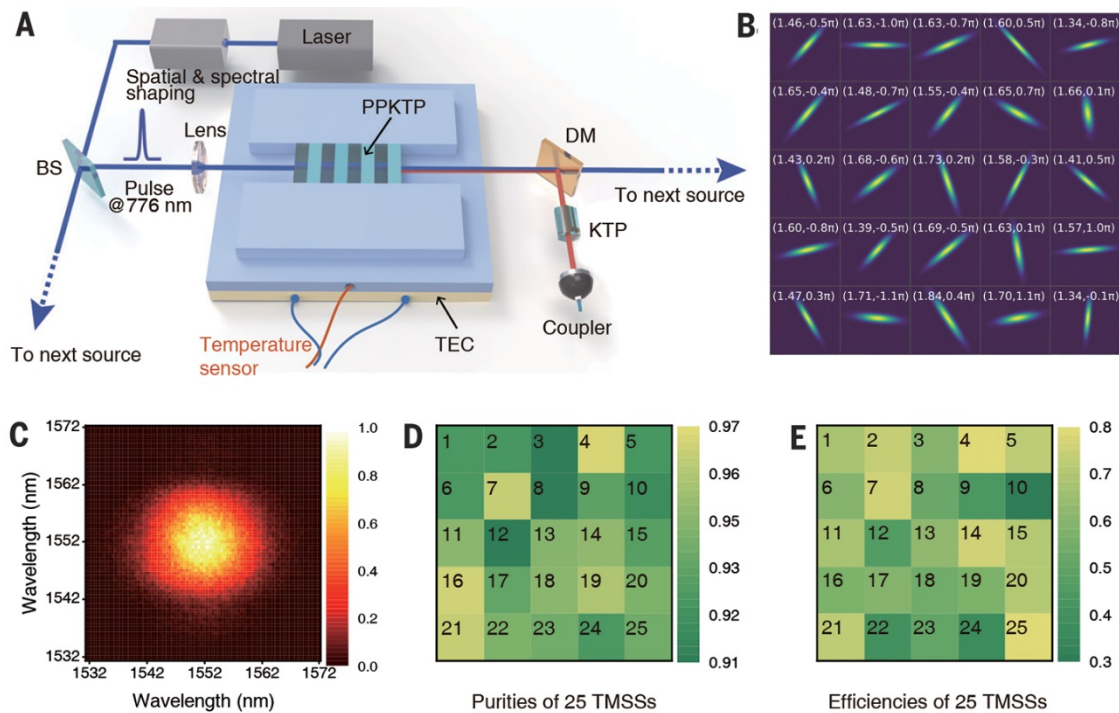 A
Laser
Spatial & spectral
shaping
PPKTP
Lens
DM
BS
Pulse
@776 nm
To next source
KTP
Coupler
To next source
Temperature
sensor
TEC
B
(1.46,-0.5π) (1.63,-1.0π) (1.63,-0.7π) (1.60,0.5π) (1.34,-0.8π)
(1.65,-0.4π) (1.48,-0.7π) (1.55,-0.4π) (1.65,0.7π) (1.66,0.1π)
(1.43,0.2π) (1.68,-0.6π) (1.73,0.2π) (1.58,-0.3π) (1.41,0.5π)
(1.60,-0.8π) (1.39,-0.5π) (1.69,-0.5π) (1.63,0.1π) (1.57,1.0π)
(1.47,0.3π) (1.71,-1.1π) (1.84,0.4π) (1.70,1.1π) (1.34,-0.1π)
C
Wavelength (nm)
1572
1562
1552
1542
1532
1532 1542 1552 1562 1572
Wavelength (nm)
1.0
0.8
0.6
0.4
0.2
0.0
D
1 2 3 4 5
6 7 8 9 10
11 12 13 14 15
16 17 18 19 20
21 22 23 24 25
0.97
0.96
0.95
0.93
0.92
0.91
Purities of 25 TMSSs
E
1 2 3 4 5
6 7 8 9 10
11 12 13 14 15
16 17 18 19 20
21 22 23 24 25
0.8
0.7
0.6
0.5
0.4
0.3
Efficiencies of 25 TMSSs